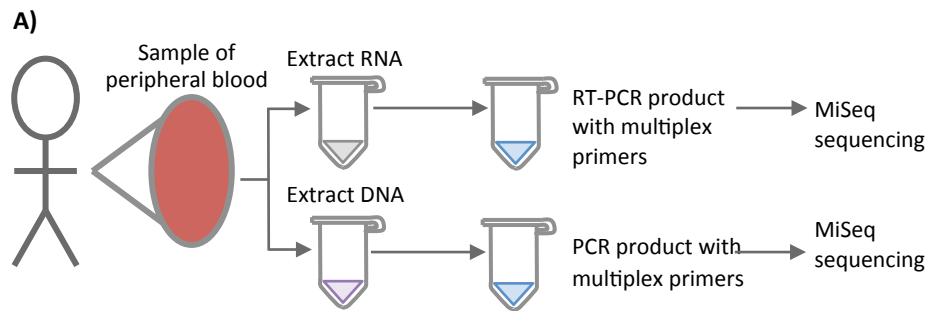 A)
Sample of
peripheral blood
Extract RNA
RT-PCR product
with multiplex
primers
MiSeq
sequencing
Extract DNA
PCR product with
multiplex primers
MiSeq
sequencing